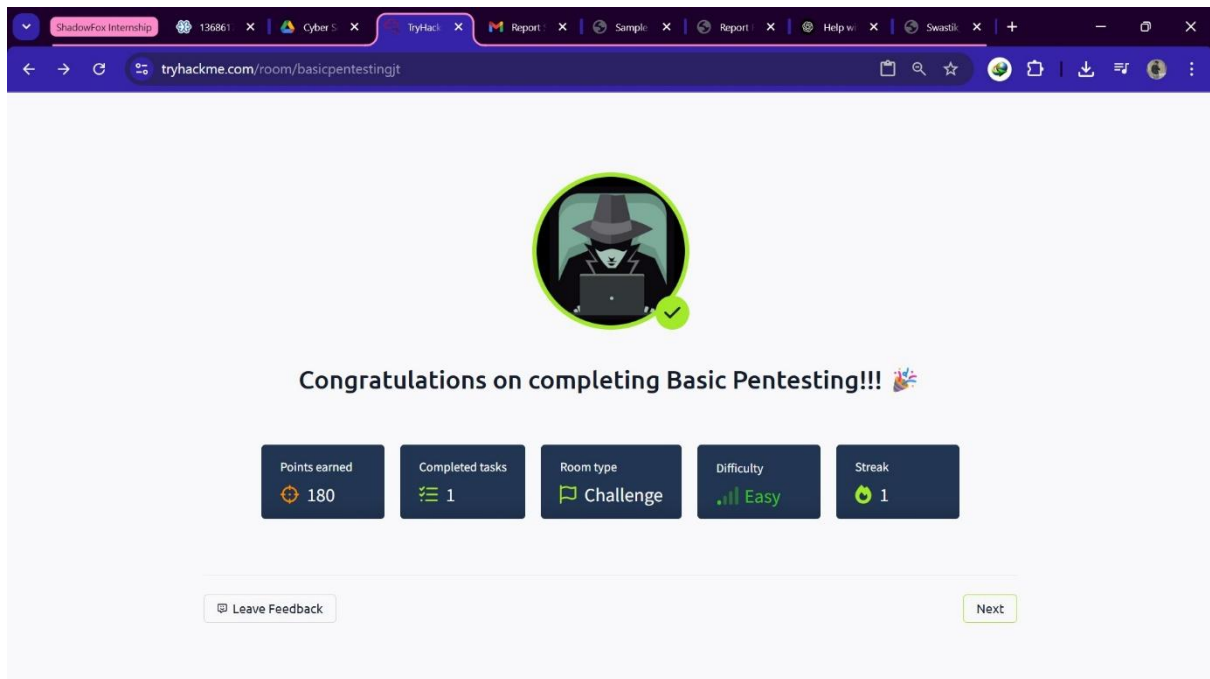 ShadowFox Internship 136861 Cyber S TryHack Report Sample Report Help wi Swastik
tryhackme.com/room/basicpentestingjt
Congratulations on completing Basic Pentesting!!! 🎉
Points earned Completed tasks Room type Difficulty Streak
180 1 Challenge Easy 1
Leave Feedback Next